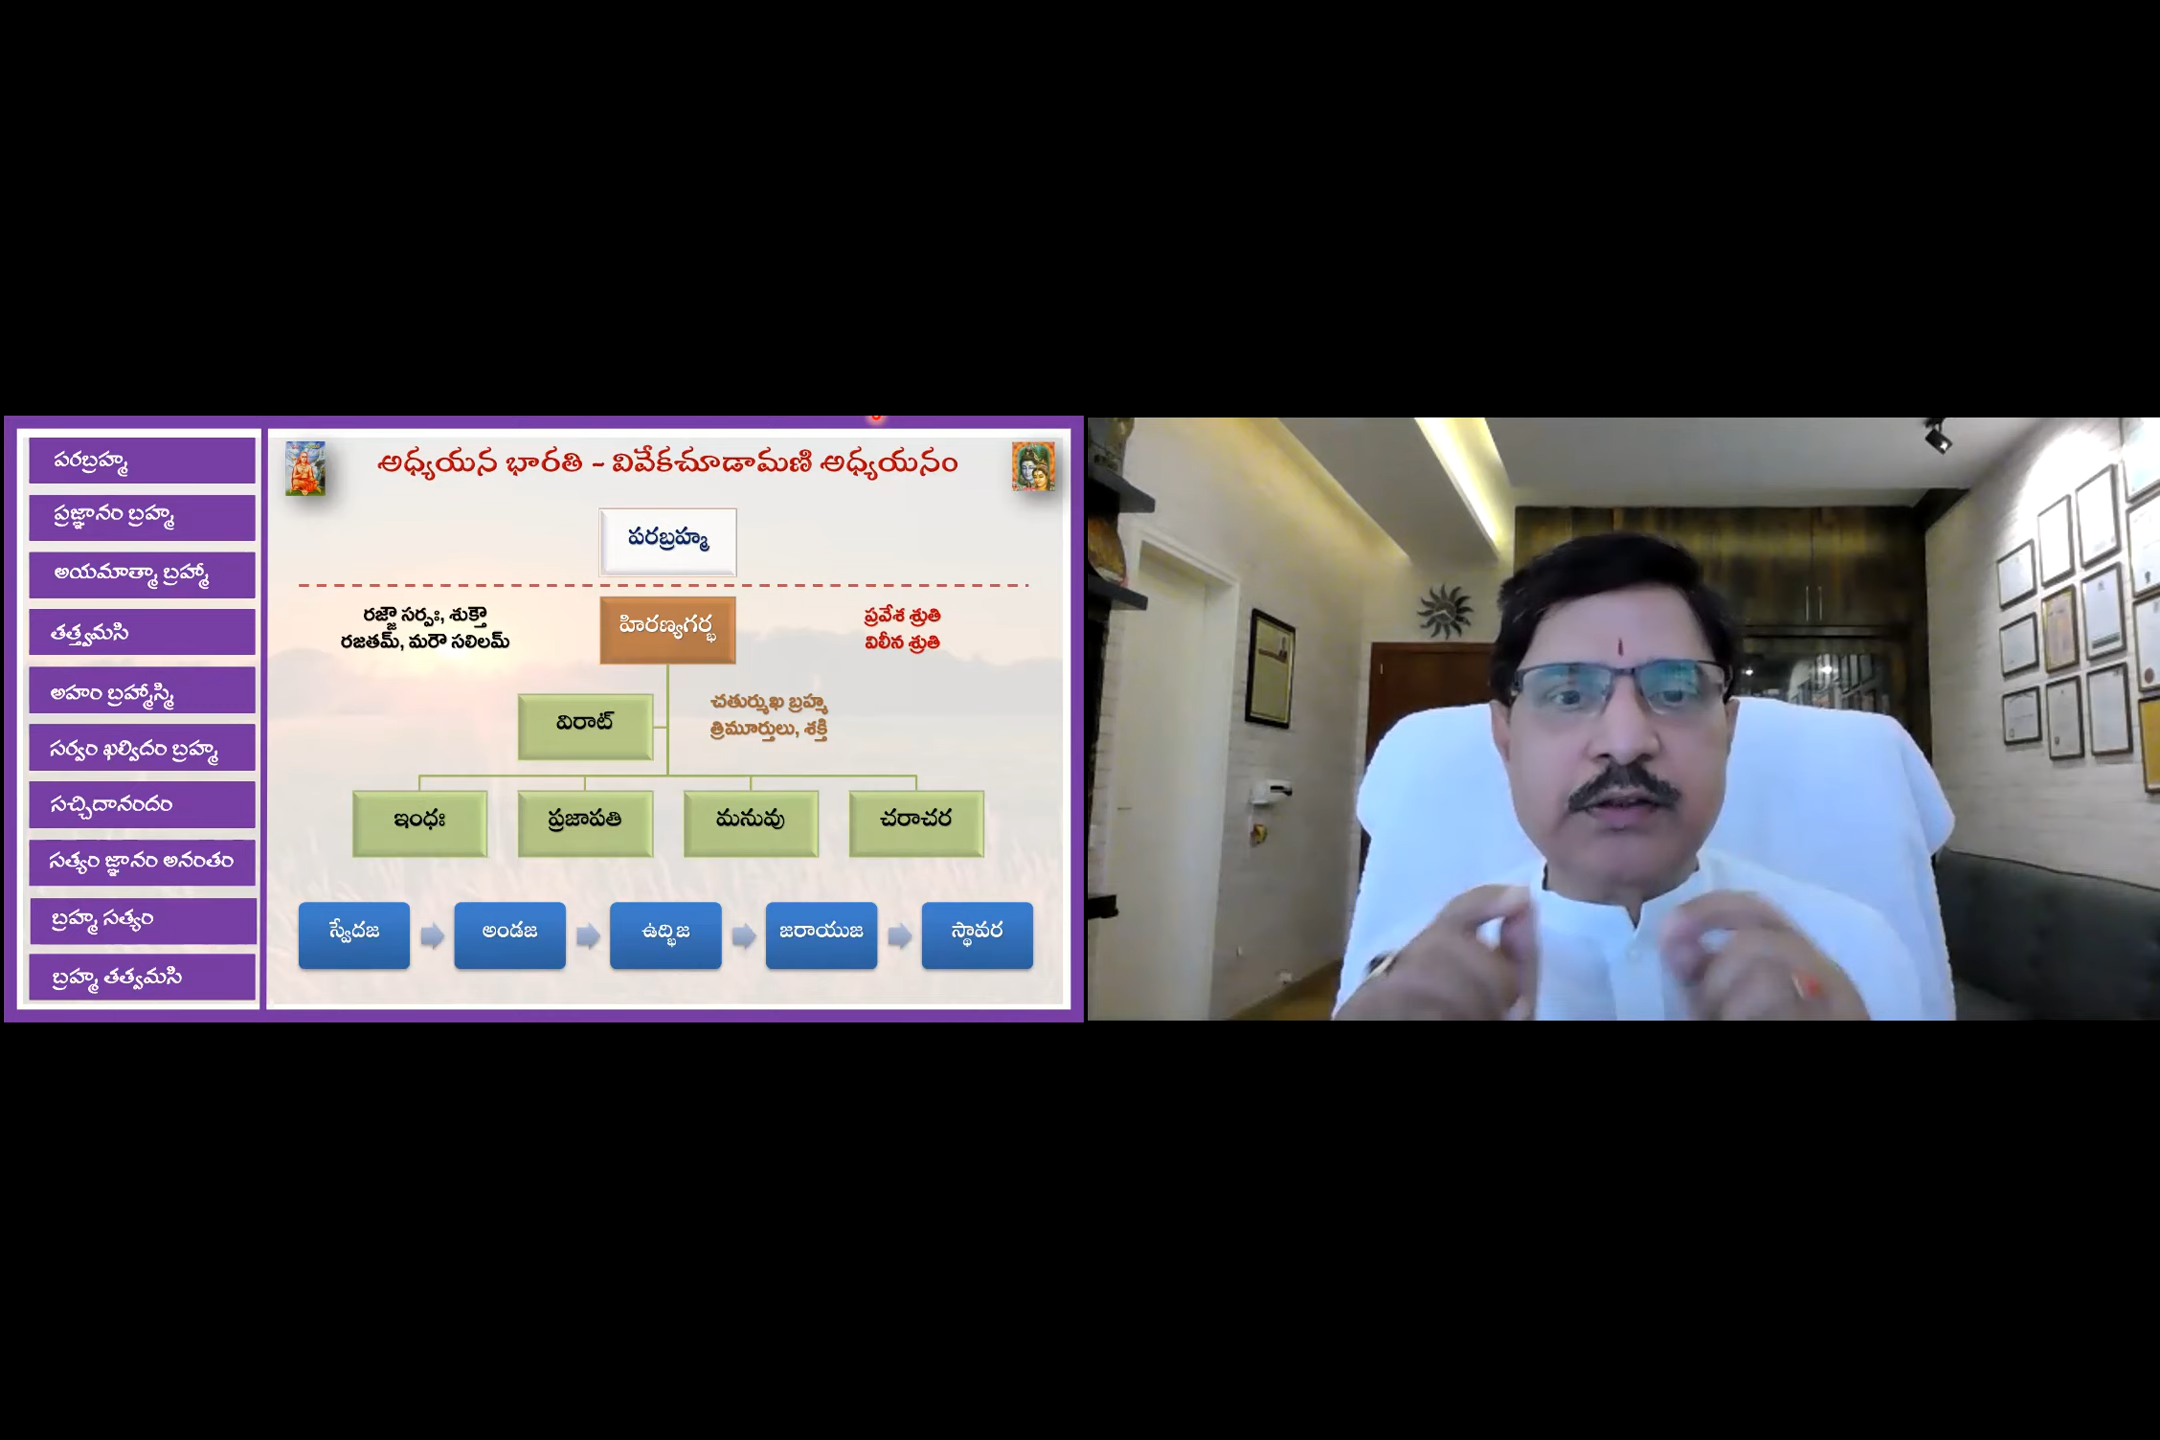 పరబ్రహ్మ
ప్రజ్ఞానం బ్రహ్మ
అయమాత్మా బ్రహ్మా
తత్త్వమసి
అహం బ్రహ్మాస్మి
సర్వం ఖల్విదం బ్రహ్మ
సచ్చిదానందం
సత్యం జ్ఞానం అనంతం
బ్రహ్మ సత్యం
బ్రహ్మ తత్వమసి
అధ్యయన భారతి - వివేకచూడామణి అధ్యయనం
పరబ్రహ్మ
రజ్జౌ సర్పః, శుక్తౌ
రజతమ్, మరౌ సలిలమ్
హిరణ్యగర్భ
ప్రవేశ శ్రుతి
విలీన శ్రుతి
విరాట్
చతుర్ముఖ బ్రహ్మ
త్రిమూర్తులు, శక్తి
ఇంధః
ప్రజాపతి
మనువు
చరాచర
స్వేదజ
అండజ
ఉద్భిజ
జరాయుజ
స్థావర